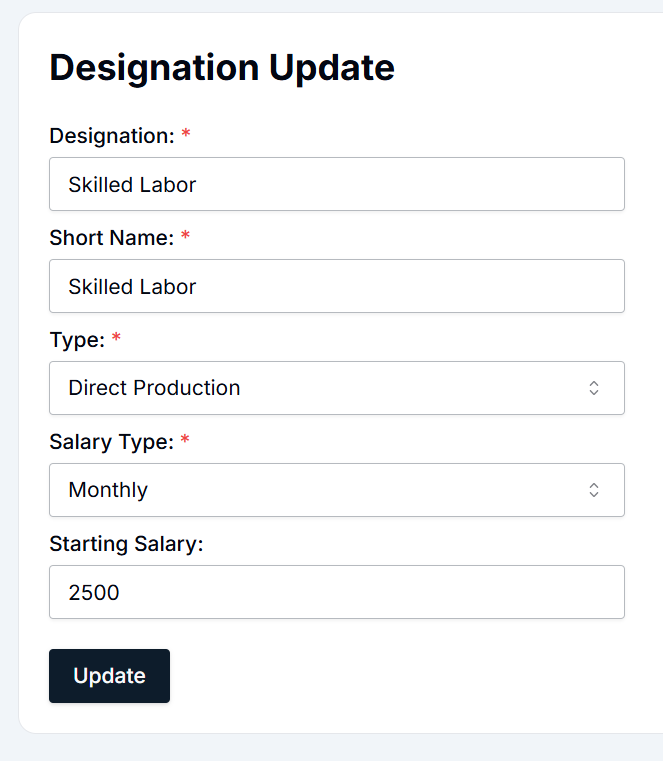 Designation Update
Designation: *
Skilled Labor
Short Name: *
Skilled Labor
Type: *
Direct Production
Salary Type: *
Monthly
Starting Salary:
2500
Update